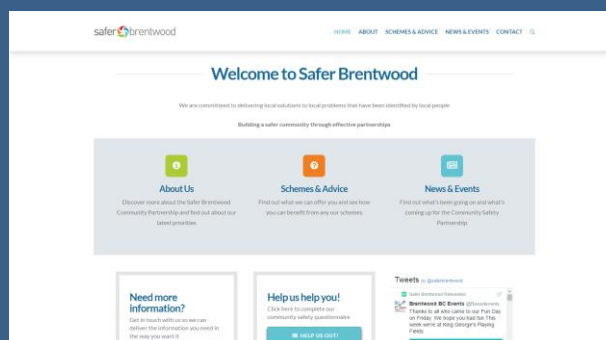 safer brentwood
HOME ABOUT SCHEMES & ADVICE NEWS & EVENTS CONTACT
Welcome to Safer Brentwood
We are committed to delivering local solutions to local problems that have been identified by local people
Building a safer community through effective partnerships
About Us
Discover more about the Safer Brentwood
Community Partnership and find out about our
latest priorities
Schemes & Advice
Find out what we can offer you and see how
you can benefit from any our schemes
News & Events
Find out what's been going on and what's
coming up for the Community Safety
Partnership.
Need more
information?
Get in touch with us so we can
deliver the information you need in
the way you want it
Help us help you!
Click here to complete our
community safety questionnaire
HELP US OUT!
Tweets by @saferbrentwood
Safer Brentwood Retweeted
Brentwood BC Events
Thanks to all who came to our Fun Day
on Friday. We hope you had fun. This
week we're at King George's Playing
Fields